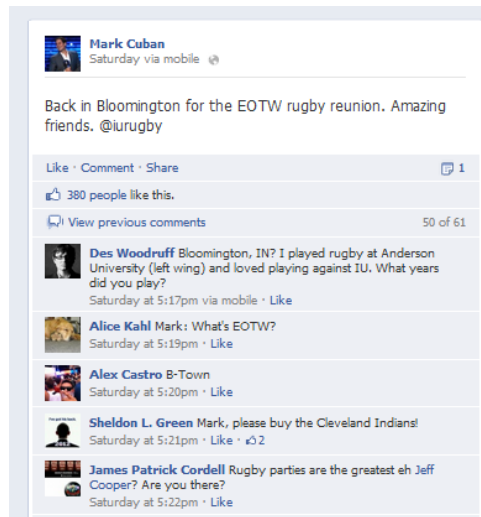 Mark Cuban
Saturday via mobile
Back in Bloomington for the EOTW rugby reunion. Amazing
friends. @iurugby
Like · Comment · Share 1
380 people like this.
View previous comments 50 of 61
Des Woodruff Bloomington, IN? I played rugby at Anderson
University (left wing) and loved playing against IU. What years
did you play?
Saturday at 5:17pm via mobile · Like
Alice Kahl Mark: What's EOTW?
Saturday at 5:19pm · Like
Alex Castro B-Town
Saturday at 5:20pm · Like
Sheldon L. Green Mark, please buy the Cleveland Indians!
Saturday at 5:21pm · Like · 2
James Patrick Cordell Rugby parties are the greatest eh Jeff
Cooper? Are you there?
Saturday at 5:22pm · Like